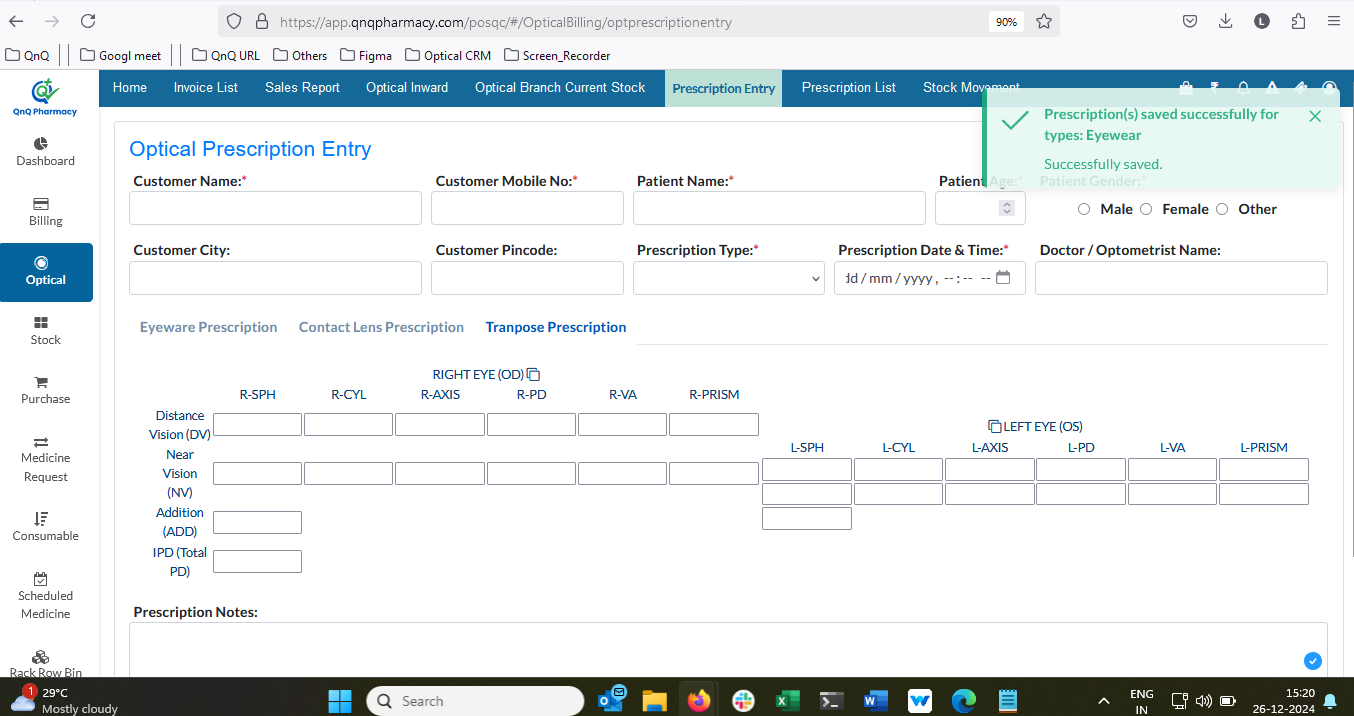 https://app.qnqpharmacy.com/posqc/#/OpticalBilling/optprescriptionentry
90%
L
QnQ
Googl meet
QnQ URL
Others
Figma
Optical CRM
Screen_Recorder
QnQ Pharmacy
Home
Invoice List
Sales Report
Optical Inward
Optical Branch Current Stock
Prescription Entry
Prescription List
Stock Movement
Prescription(s) saved successfully for
types: Eyewear
Successfully saved.
Dashboard
Billing
Optical
Stock
Purchase
Medicine
Request
Consumable
Scheduled
Medicine
Rack Row Bin
Optical Prescription Entry
Customer Name:*
Customer Mobile No:*
Patient Name:*
Patient Age:*
Patient Gender:*
Male
Female
Other
Customer City:
Customer Pincode:
Prescription Type:*
Prescription Date & Time:*
Doctor / Optometrist Name:
dd/mm/yyyy, --:-- --
Eyeware Prescription
Contact Lens Prescription
Tranpose Prescription
RIGHT EYE (OD)
R-SPH
R-CYL
R-AXIS
R-PD
R-VA
R-PRISM
Distance
Vision (DV)
Near
Vision
(NV)
Addition
(ADD)
IPD (Total
PD)
LEFT EYE (OS)
L-SPH
L-CYL
L-AXIS
L-PD
L-VA
L-PRISM
Prescription Notes:
1
29°C
Mostly cloudy
Search
ENG
IN
15:20
26-12-2024